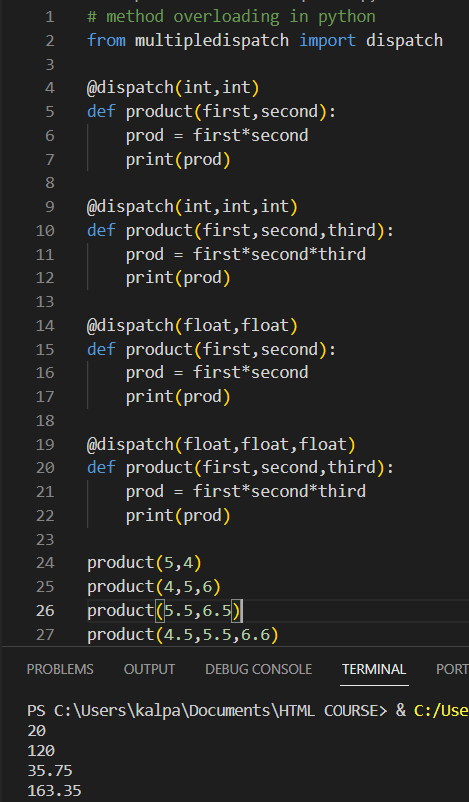 1 # method overloading in python
2 from multipledispatch import dispatch
3
4 @dispatch(int,int)
5 def product(first,second):
6     prod = first*second
7     print(prod)
8
9 @dispatch(int,int,int)
10 def product(first,second,third):
11     prod = first*second*third
12     print(prod)
13
14 @dispatch(float,float)
15 def product(first,second):
16     prod = first*second
17     print(prod)
18
19 @dispatch(float,float,float)
20 def product(first,second,third):
21     prod = first*second*third
22     print(prod)
23
24 product(5,4)
25 product(4,5,6)
26 product(5.5,6.5)
27 product(4.5,5.5,6.6)
PROBLEMS OUTPUT DEBUG CONSOLE TERMINAL PORT
PS C:\Users\kalpa\Documents\HTML COURSE> & C:/Use
20
120
35.75
163.35